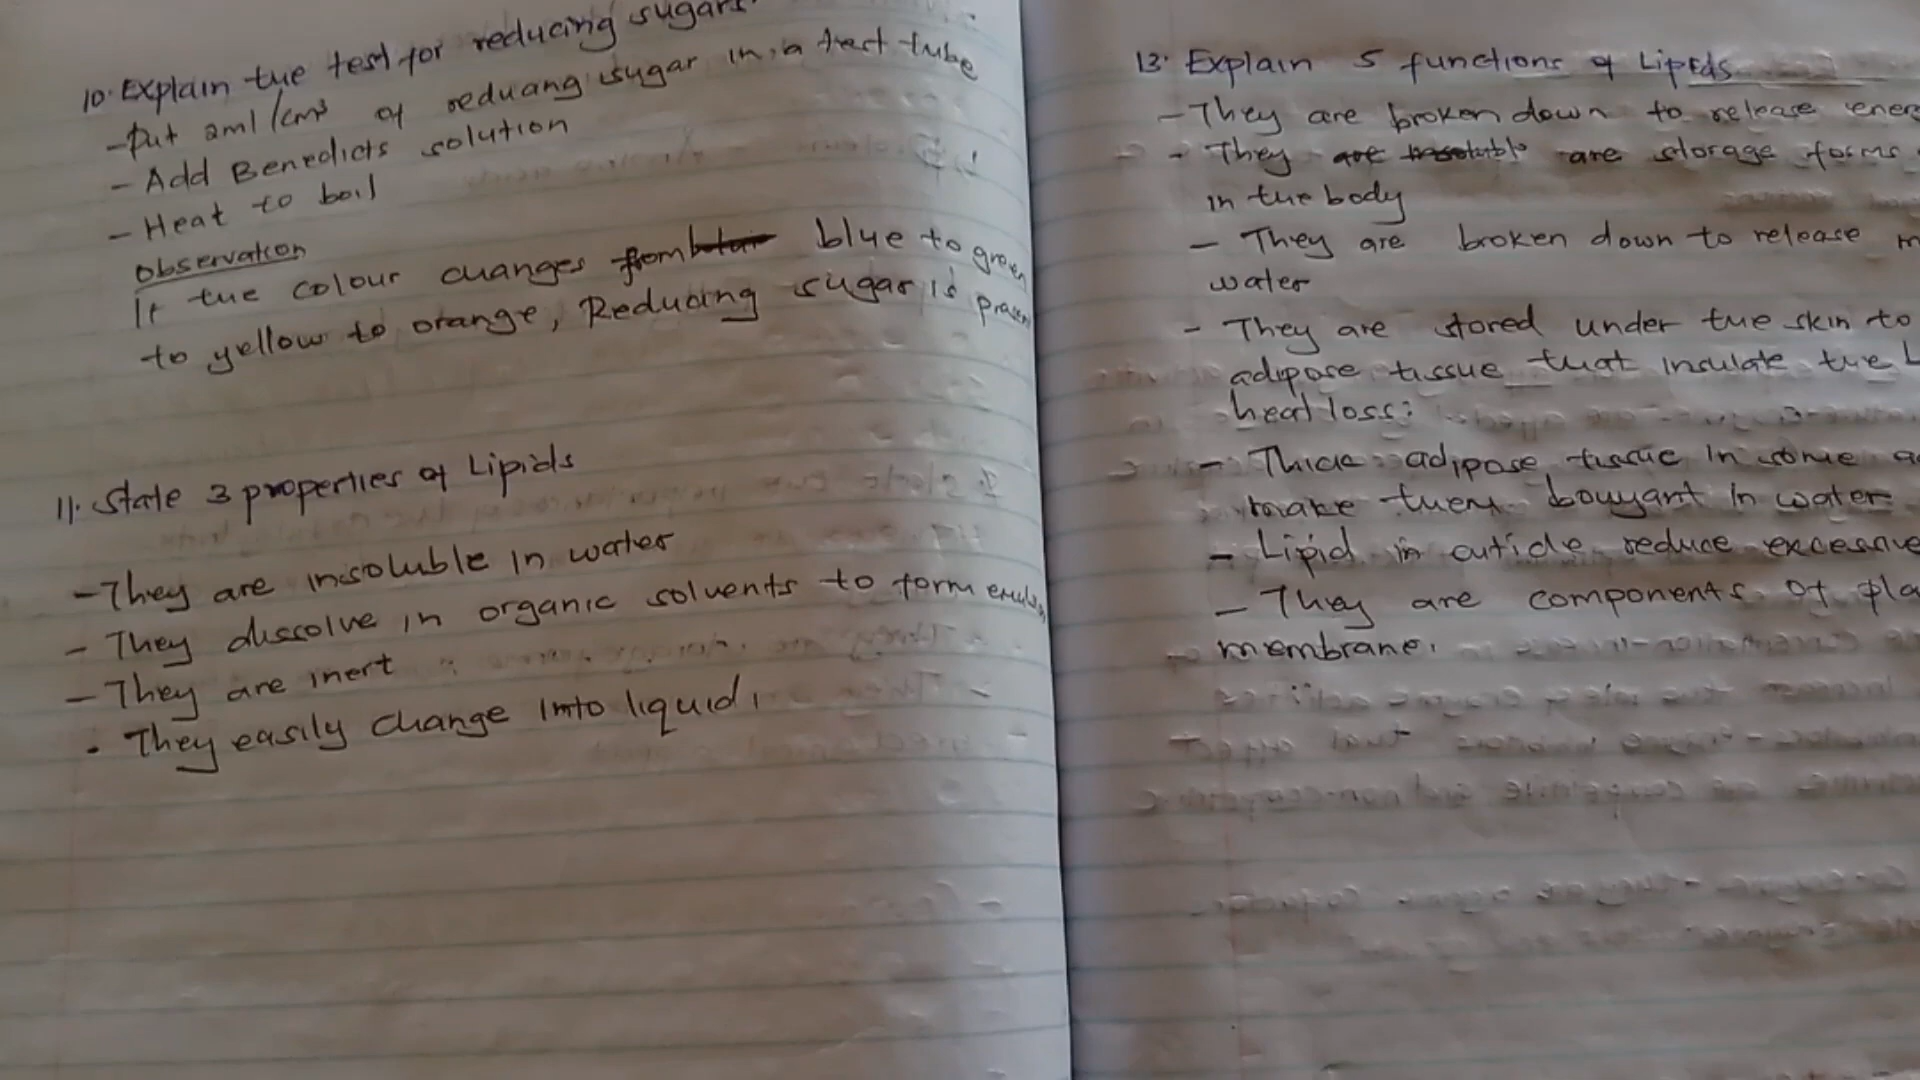 10. Explain the test for reducing sugars.
- Put 2ml/cm³ of reducing sugar in a test tube
- Add Benedicts solution
- Heat to boil
Observation
If the colour changes from blue to green
to yellow to orange, Reducing sugar is present
11. State 3 properties of Lipids
- They are insoluble in water
- They dissolve in organic solvents to form
- They are inert
- They easily change into liquid.
13. Explain 5 functions of Lipids
- They are broken down to release
- They are storage forms
in the body
- They are broken down to release
water
- They are stored under the skin to
adipose tissue that insulate the
heat loss.
- Thick adipose tissue in some
make them bouyant in water
- Lipid in cuticle reduce excessive
- They are components of
membrane.